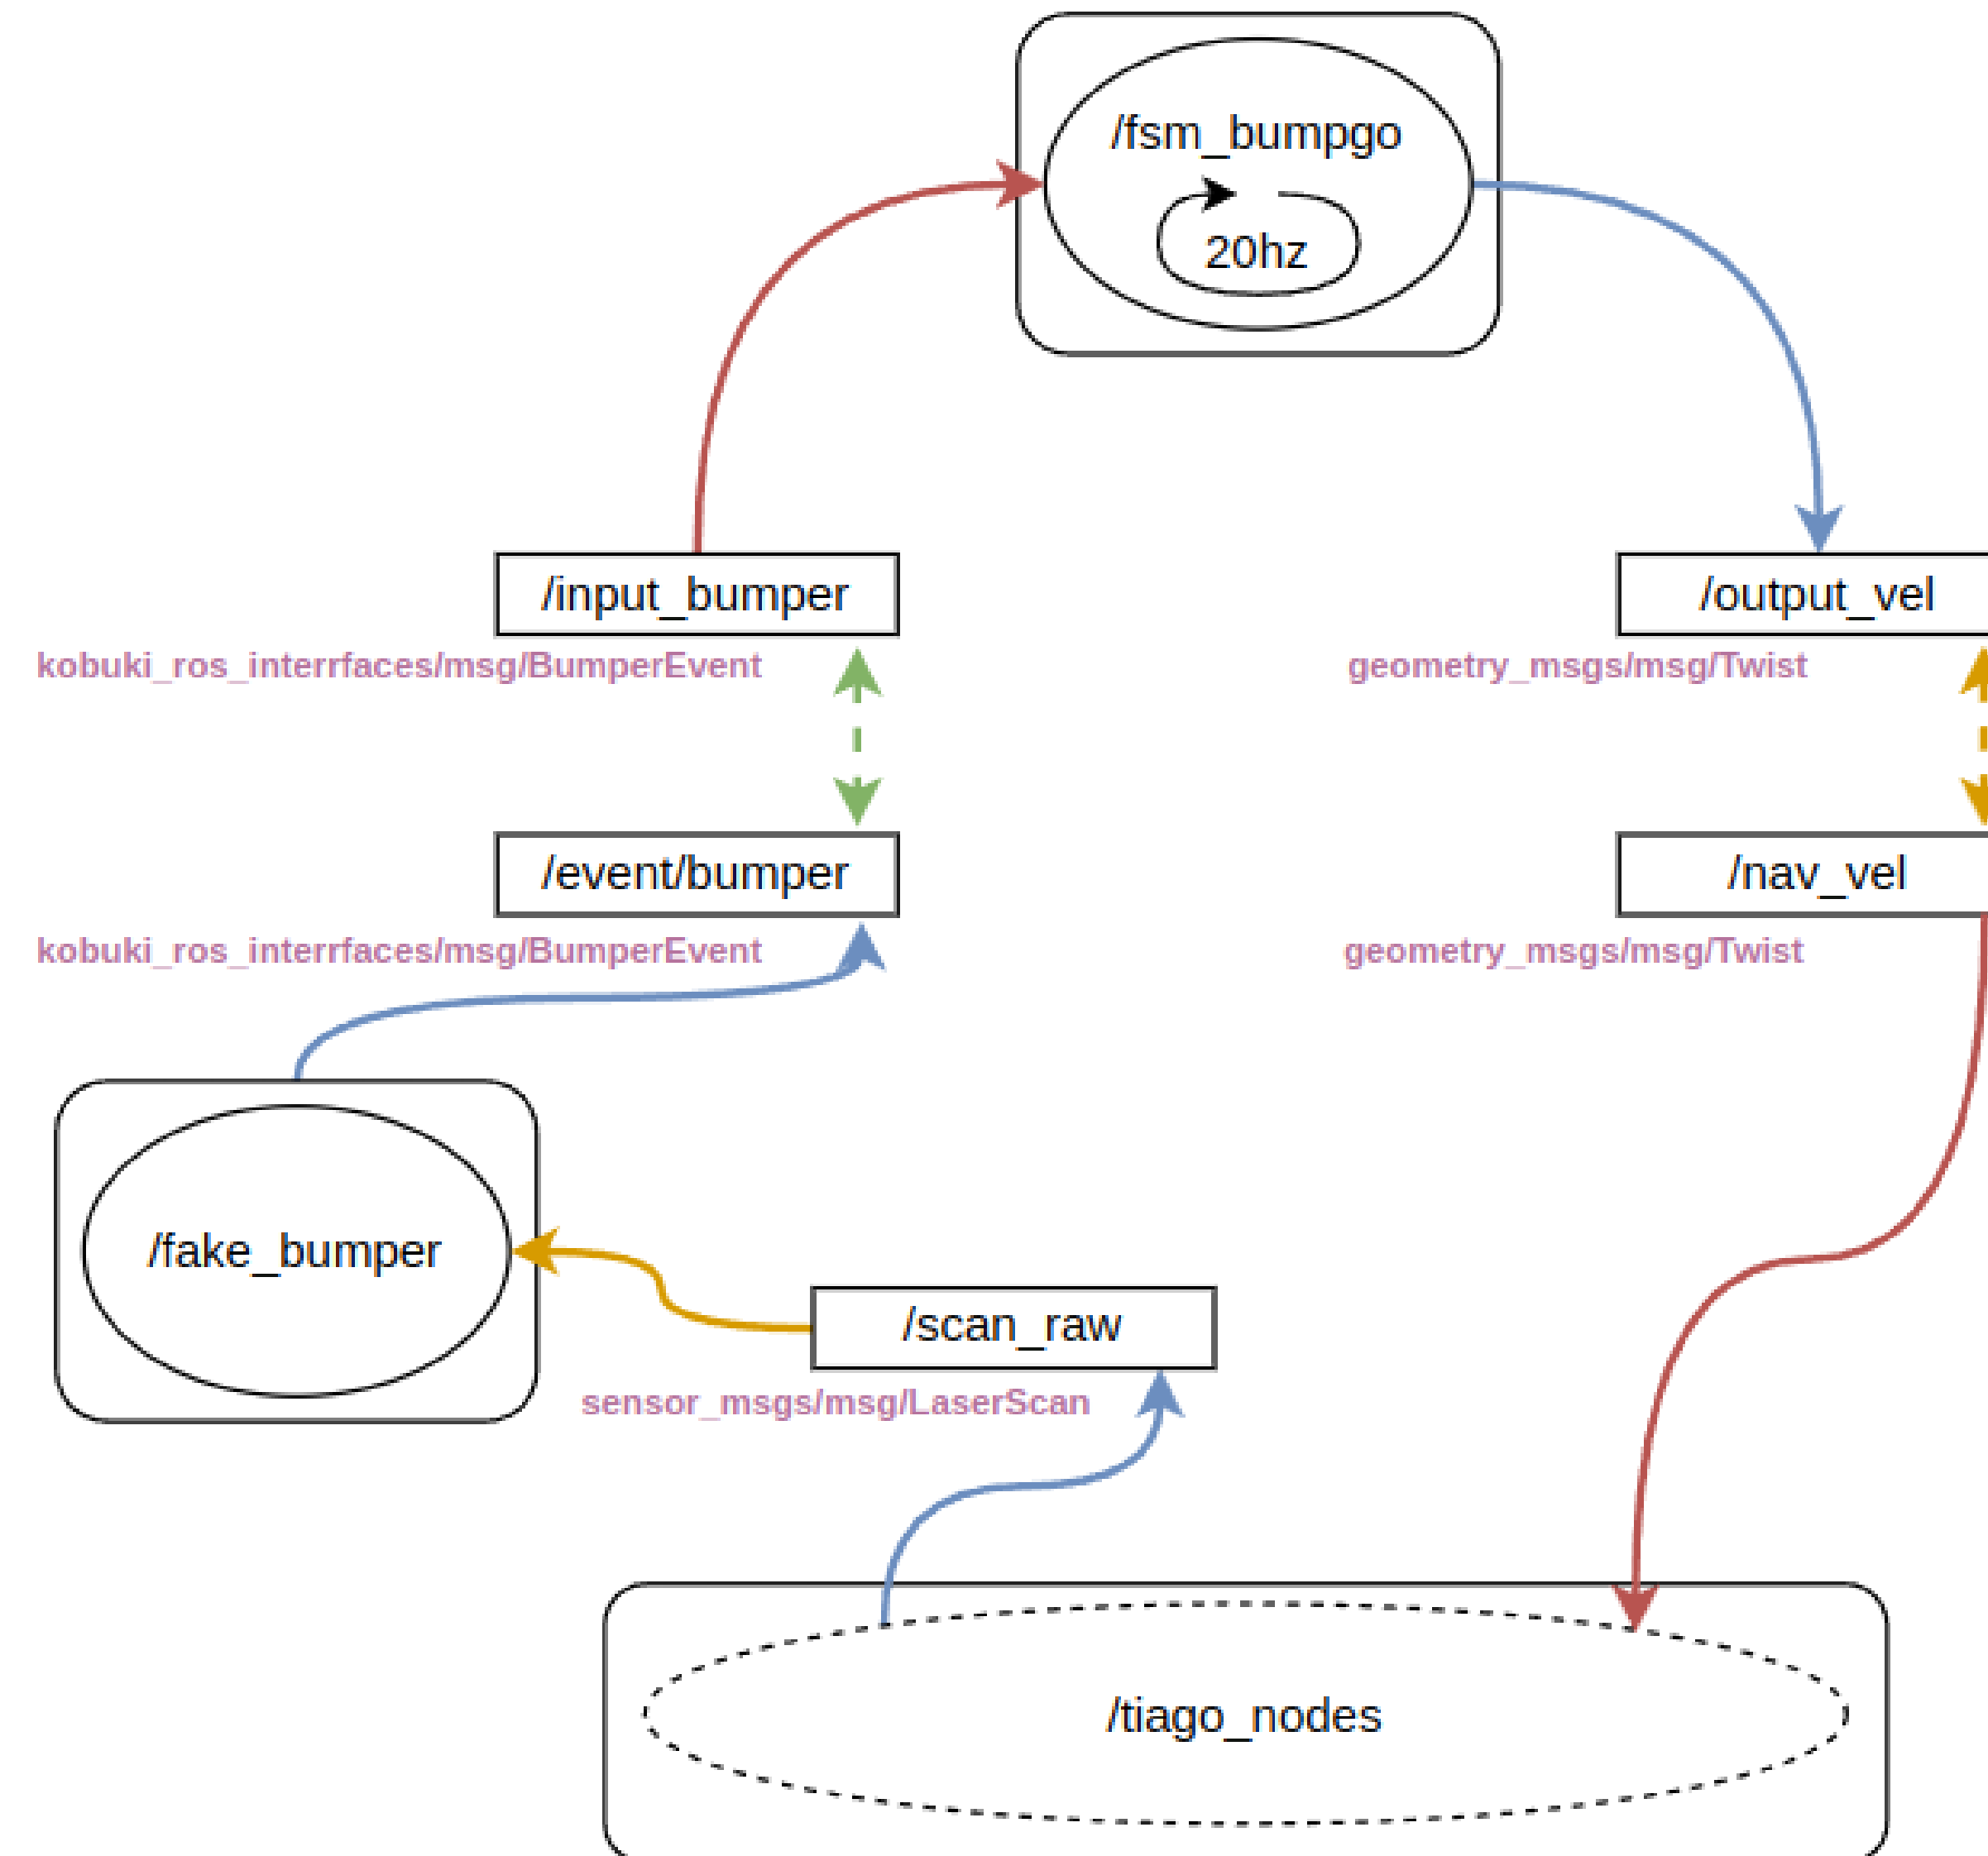 /fsm_bumpgo
20hz
/input_bumper
/output_vel
kobuki_ros_interrfaces/msg/BumperEvent
geometry_msgs/msg/Twist
/event/bumper
/nav_vel
kobuki_ros_interrfaces/msg/BumperEvent
geometry_msgs/msg/Twist
/fake_bumper
/scan_raw
sensor_msgs/msg/LaserScan
/tiago_nodes